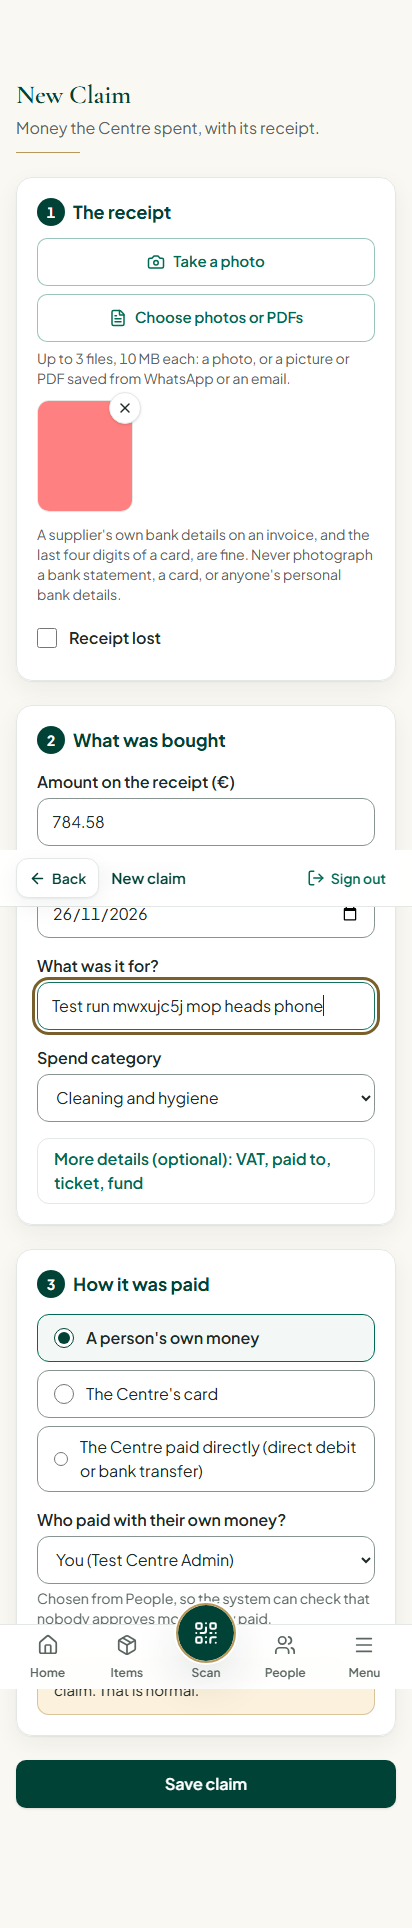 New Claim
Money the Centre spent, with its receipt.
1 The receipt
Take a photo
Choose photos or PDFs
Up to 3 files, 10 MB each: a photo, or a picture or
PDF saved from WhatsApp or an email.
A supplier's own bank details on an invoice, and the
last four digits of a card, are fine. Never photograph
a bank statement, a card, or anyone's personal
bank details.
Receipt lost
2 What was bought
Amount on the receipt (€)
784.58
Back
New claim
Sign out
26/11/2026
What was it for?
Test run mwxujc5j mop heads phone
Spend category
Cleaning and hygiene
More details (optional): VAT, paid to,
ticket, fund
3 How it was paid
A person's own money
The Centre's card
The Centre paid directly (direct debit
or bank transfer)
Who paid with their own money?
You (Test Centre Admin)
Chosen from People, so the system can check that
nobody approves paid.
Home
Items
Scan
People
Menu
claim. That is normal.
Save claim